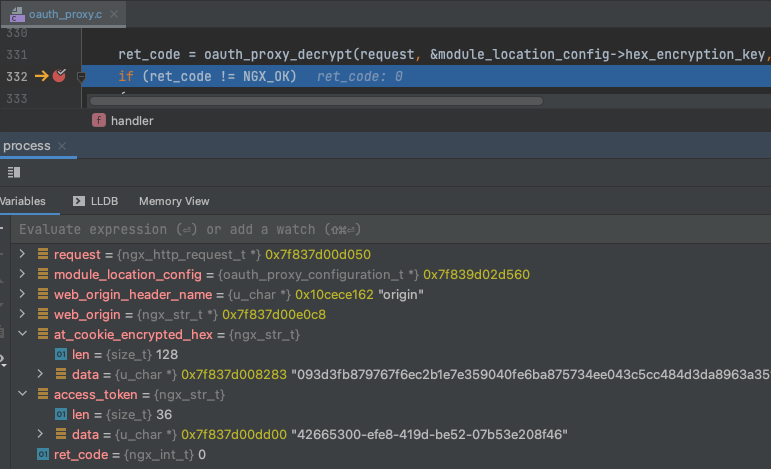 oauth_proxy.c
330
331 ret_code = oauth_proxy_decrypt(request, &module_location_config->hex_encryption_key,
332 if (ret_code != NGX_OK) ret_code: 0
333
f handler
process
Variables LLDB Memory View
Evaluate expression (⏎) or add a watch (⇧⌘⏎)
request = {ngx_http_request_t *} 0x7f837d00d050
module_location_config = {oauth_proxy_configuration_t *} 0x7f839d02d560
web_origin_header_name = {u_char *} 0x10cece162 "origin"
web_origin = {ngx_str_t *} 0x7f837d00e0c8
at_cookie_encrypted_hex = {ngx_str_t}
01 len = {size_t} 128
data = {u_char *} 0x7f837d008283 "093d3fb879767f6ec2b1e7e359040fe6ba875734ee043c5cc484d3da8963a35
access_token = {ngx_str_t}
01 len = {size_t} 36
data = {u_char *} 0x7f837d00dd00 "42665300-efe8-419d-be52-07b53e208f46"
01 ret_code = {ngx_int_t} 0